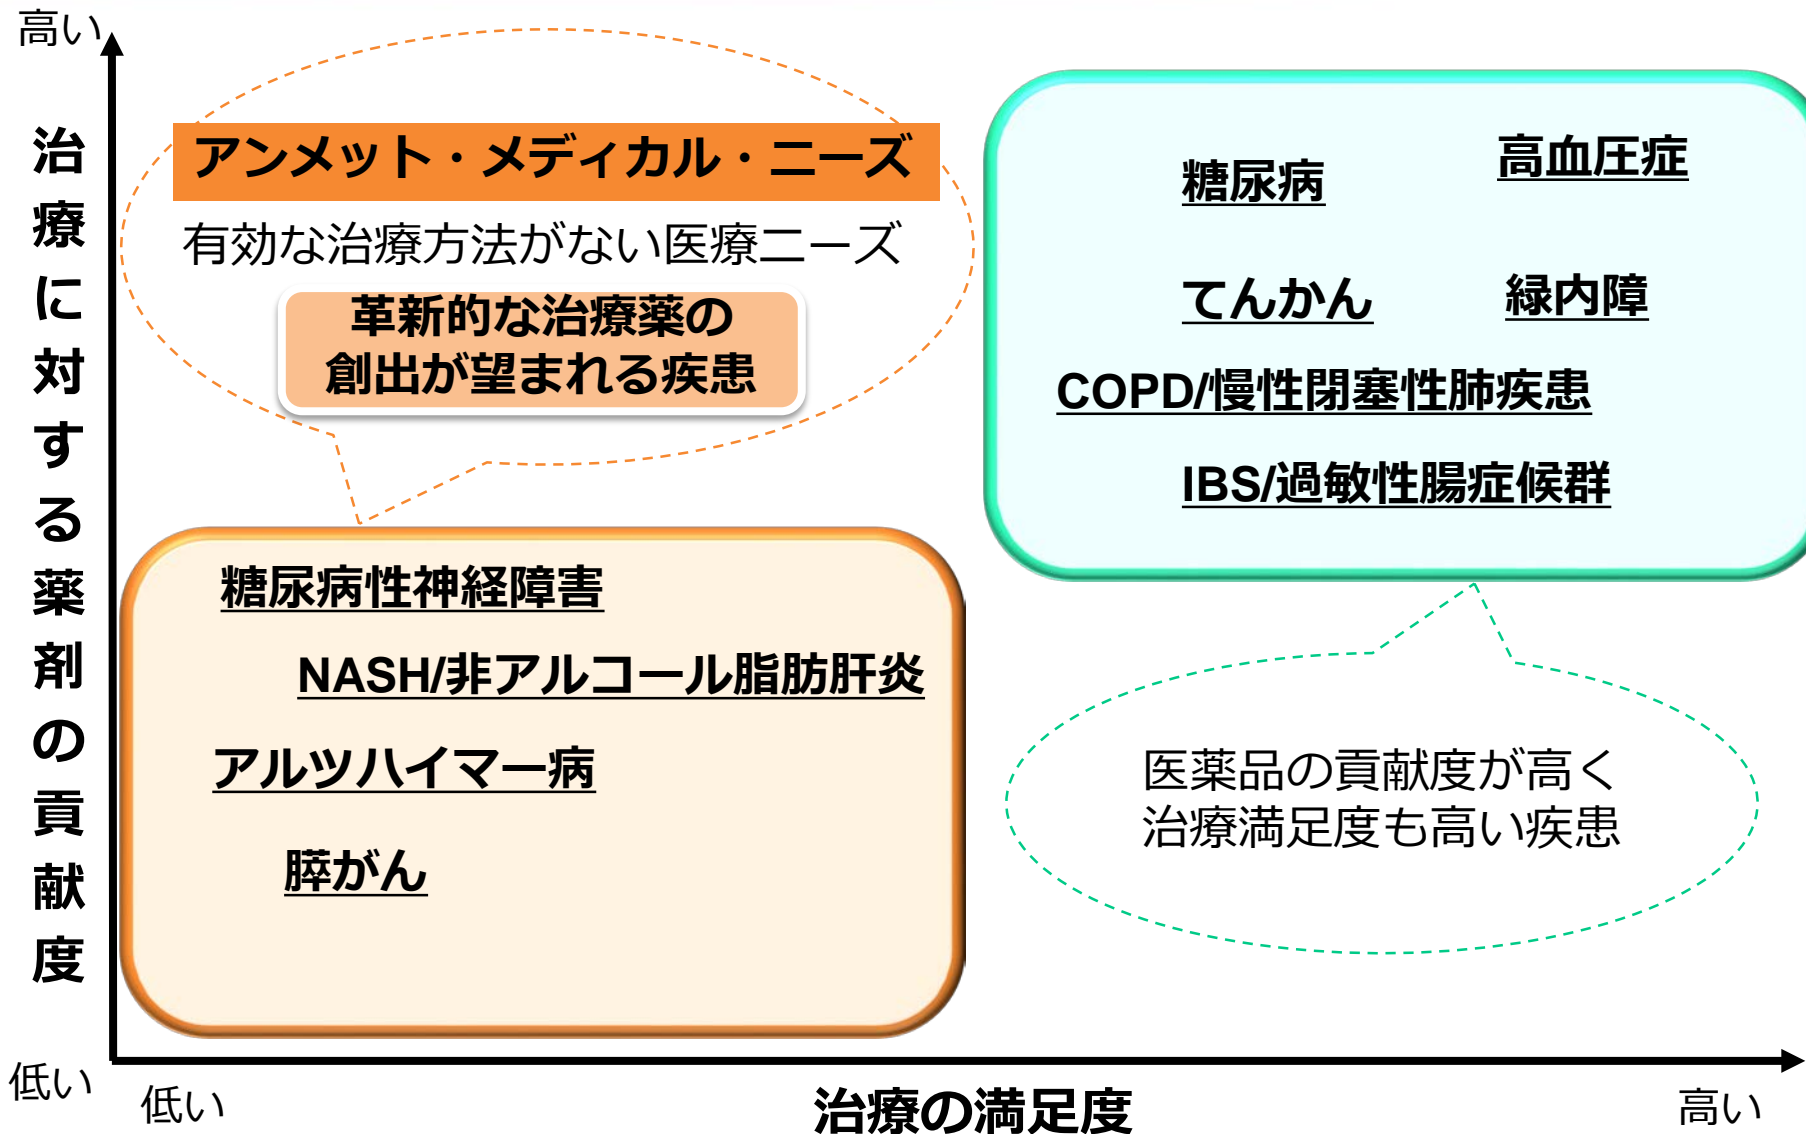 高い
治療に対する薬剤の貢献度
アンメット・メディカル・ニーズ
有効な治療方法がない医療ニーズ
革新的な治療薬の
創出が望まれる疾患
糖尿病
高血圧症
てんかん
緑内障
COPD/慢性閉塞性肺疾患
IBS/過敏性腸症候群
糖尿病性神経障害
NASH/非アルコール脂肪肝炎
アルツハイマー病
膵がん
医薬品の貢献度が高く
治療満足度も高い疾患
低い
低い
治療の満足度
高い